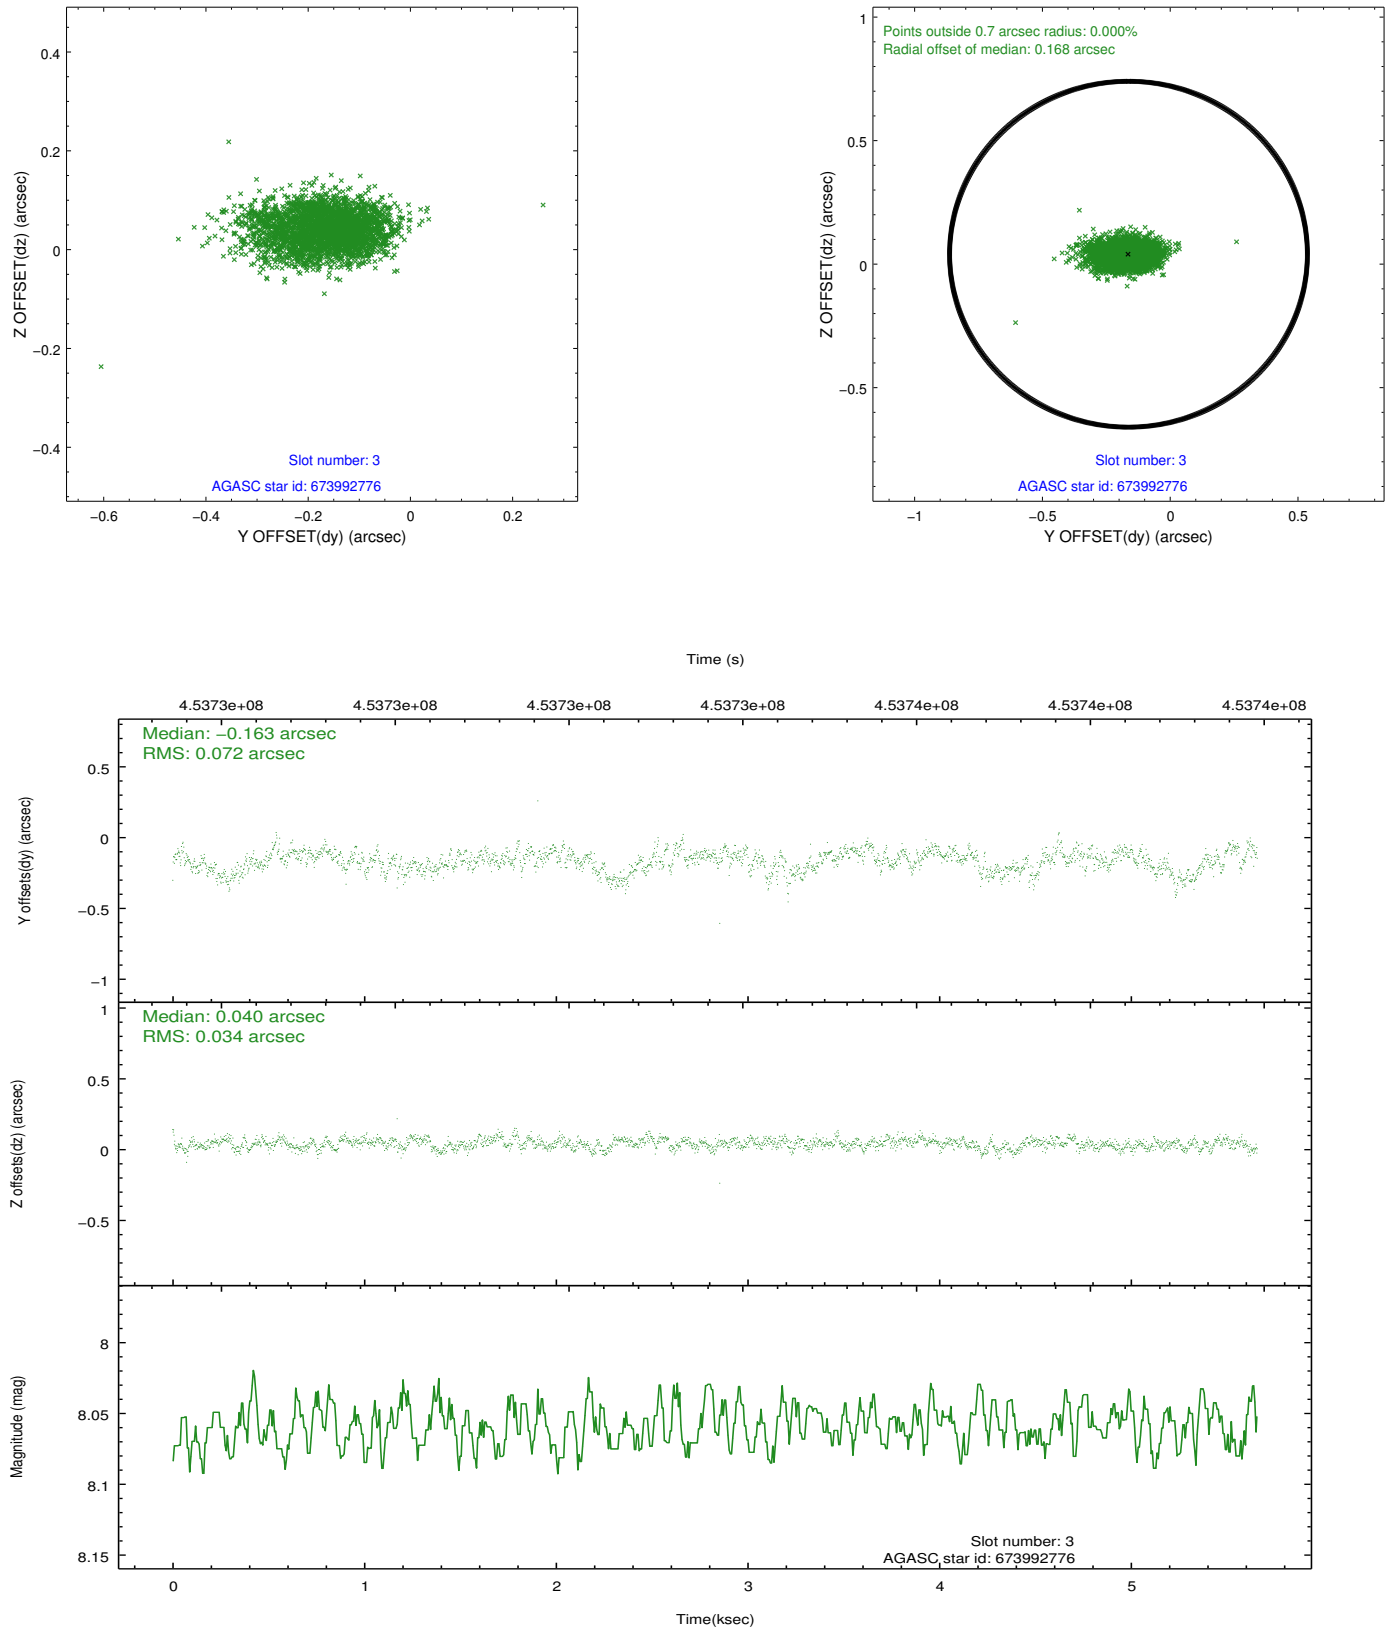 0.4
0.2
0
−0.2
−0.4
Z OFFSET(dz) (arcsec)
Slot number: 3
AGASC star id: 673992776
−0.6 −0.4 −0.2 0 0.2
Y OFFSET(dy) (arcsec)
Points outside 0.7 arcsec radius: 0.000%
Radial offset of median: 0.168 arcsec
1
0.5
0
−0.5
Z OFFSET(dz) (arcsec)
Slot number: 3
AGASC star id: 673992776
−1 −0.5 0 0.5
Y OFFSET(dy) (arcsec)
Time (s)
4.5373e+08 4.5373e+08 4.5373e+08 4.5373e+08 4.5374e+08 4.5374e+08 4.5374e+08
Median: −0.163 arcsec
RMS: 0.072 arcsec
0.5
0
−0.5
−1
Y offsets(dy) (arcsec)
Median: 0.040 arcsec
RMS: 0.034 arcsec
1
0.5
0
−0.5
Z offsets(dz) (arcsec)
8
8.05
8.1
8.15
Magnitude (mag)
Slot number: 3
AGASC star id: 673992776
0 1 2 3 4 5
Time(ksec)